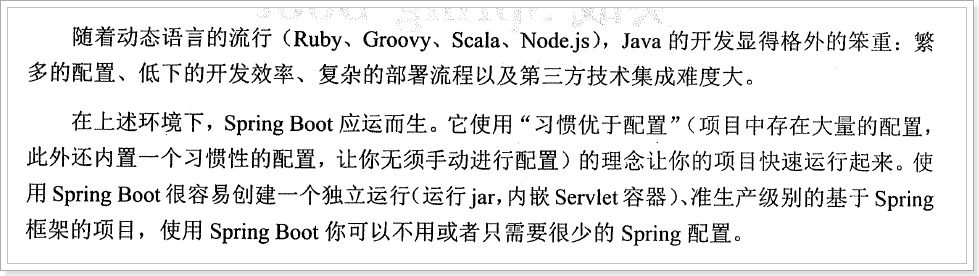 随着动态语言的流行（Ruby、Groovy、Scala、Node.js），Java 的开发显得格外的笨重：繁
多的配置、低下的开发效率、复杂的部署流程以及第三方技术集成难度大。
在上述环境下，Spring Boot 应运而生。它使用“习惯优于配置”（项目中存在大量的配置，
此外还内置一个习惯性的配置，让你无须手动进行配置）的理念让你的项目快速运行起来。使
用 Spring Boot 很容易创建一个独立运行（运行 jar，内嵌 Servlet 容器）、准生产级别的基于 Spring
框架的项目，使用 Spring Boot 你可以不用或者只需要很少的 Spring 配置。